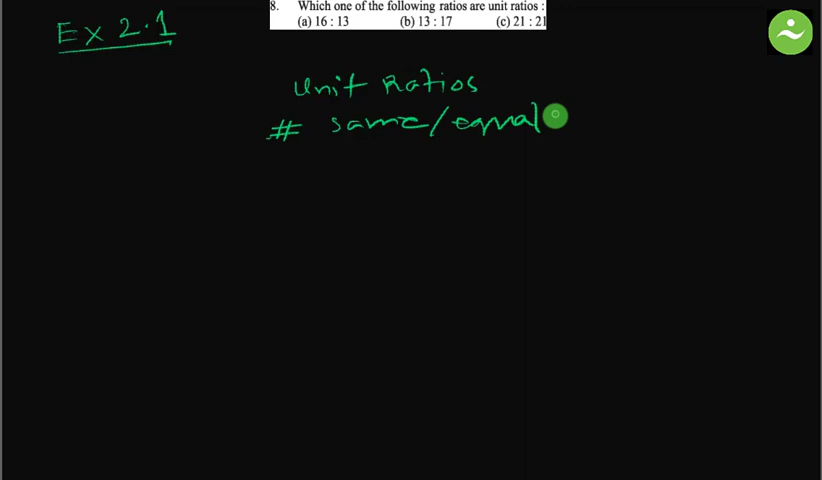 8. Which one of the following ratios are unit ratios :
(a) 16 : 13 (b) 13 : 17 (c) 21 : 21
Ex 2.1
Unit Ratios
# same/equal